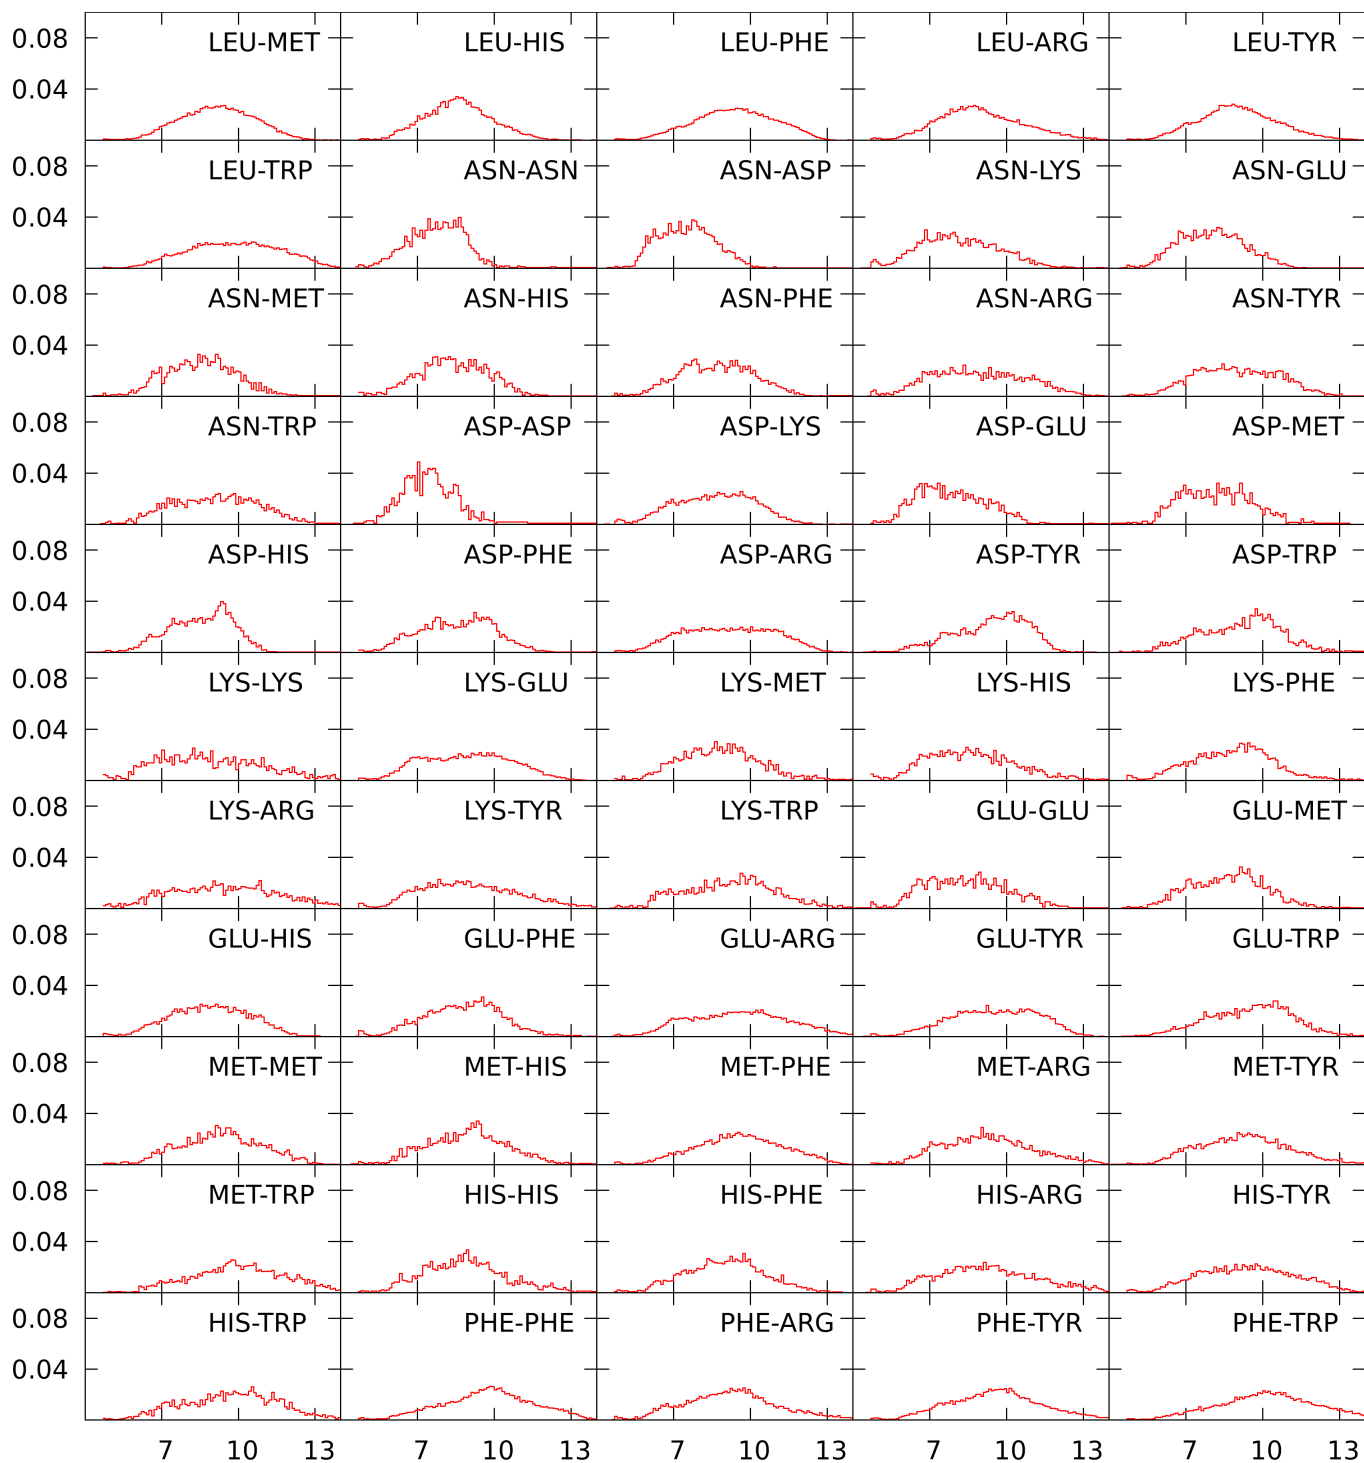 0.08 LEU-MET LEU-HIS LEU-PHE LEU-ARG LEU-TYR
0.04
0.08 LEU-TRP ASN-ASN ASN-ASP ASN-LYS ASN-GLU
0.04
0.08 ASN-MET ASN-HIS ASN-PHE ASN-ARG ASN-TYR
0.04
0.08 ASN-TRP ASP-ASP ASP-LYS ASP-GLU ASP-MET
0.04
0.08 ASP-HIS ASP-PHE ASP-ARG ASP-TYR ASP-TRP
0.04
0.08 LYS-LYS LYS-GLU LYS-MET LYS-HIS LYS-PHE
0.04
0.08 LYS-ARG LYS-TYR LYS-TRP GLU-GLU GLU-MET
0.04
0.08 GLU-HIS GLU-PHE GLU-ARG GLU-TYR GLU-TRP
0.04
0.08 MET-MET MET-HIS MET-PHE MET-ARG MET-TYR
0.04
0.08 MET-TRP HIS-HIS HIS-PHE HIS-ARG HIS-TYR
0.04
0.08 HIS-TRP PHE-PHE PHE-ARG PHE-TYR PHE-TRP
0.04
7 10 13 7 10 13 7 10 13 7 10 13 7 10 13